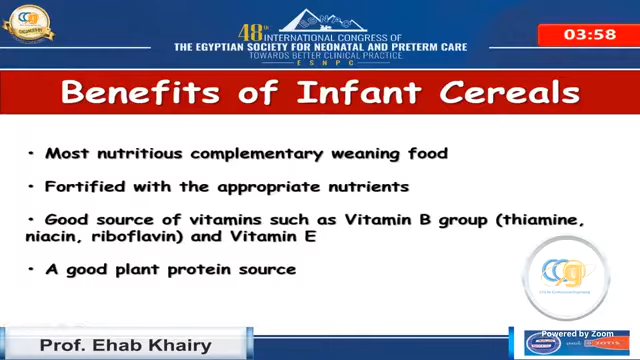 48th
INTERNATIONAL CONGRESS OF
THE EGYPTIAN SOCIETY FOR NEONATAL AND PRETERM CARE
TOWARDS BETTER CLINICAL PRACTICE
ESNPC
03:58
Benefits of Infant Cereals
• Most nutritious complementary weaning food
• Fortified with the appropriate nutrients
• Good source of vitamins such as Vitamin B group (thiamine,
niacin, riboflavin) and Vitamin E
• A good plant protein source
Prof. Ehab Khairy
Powered by Zoom